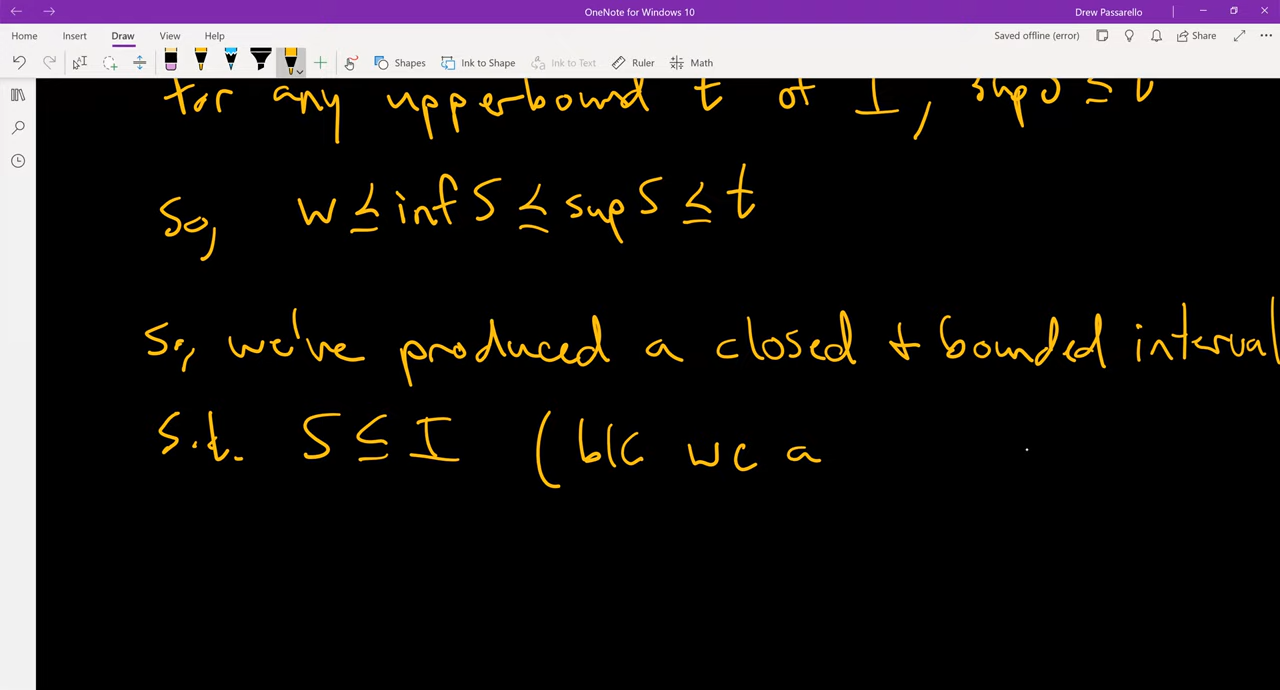 OneNote for Windows 10
Drew Passarello
Home Insert Draw View Help
Saved offline (error) Share
Shapes Ink to Shape Ink to Text Ruler Math
for any upperbound t of I, sup S ≤ t
So, w ≤ inf S ≤ sup S ≤ t
So, we've produced a closed + bounded interval
s.t. S ⊆ I (b/c we a